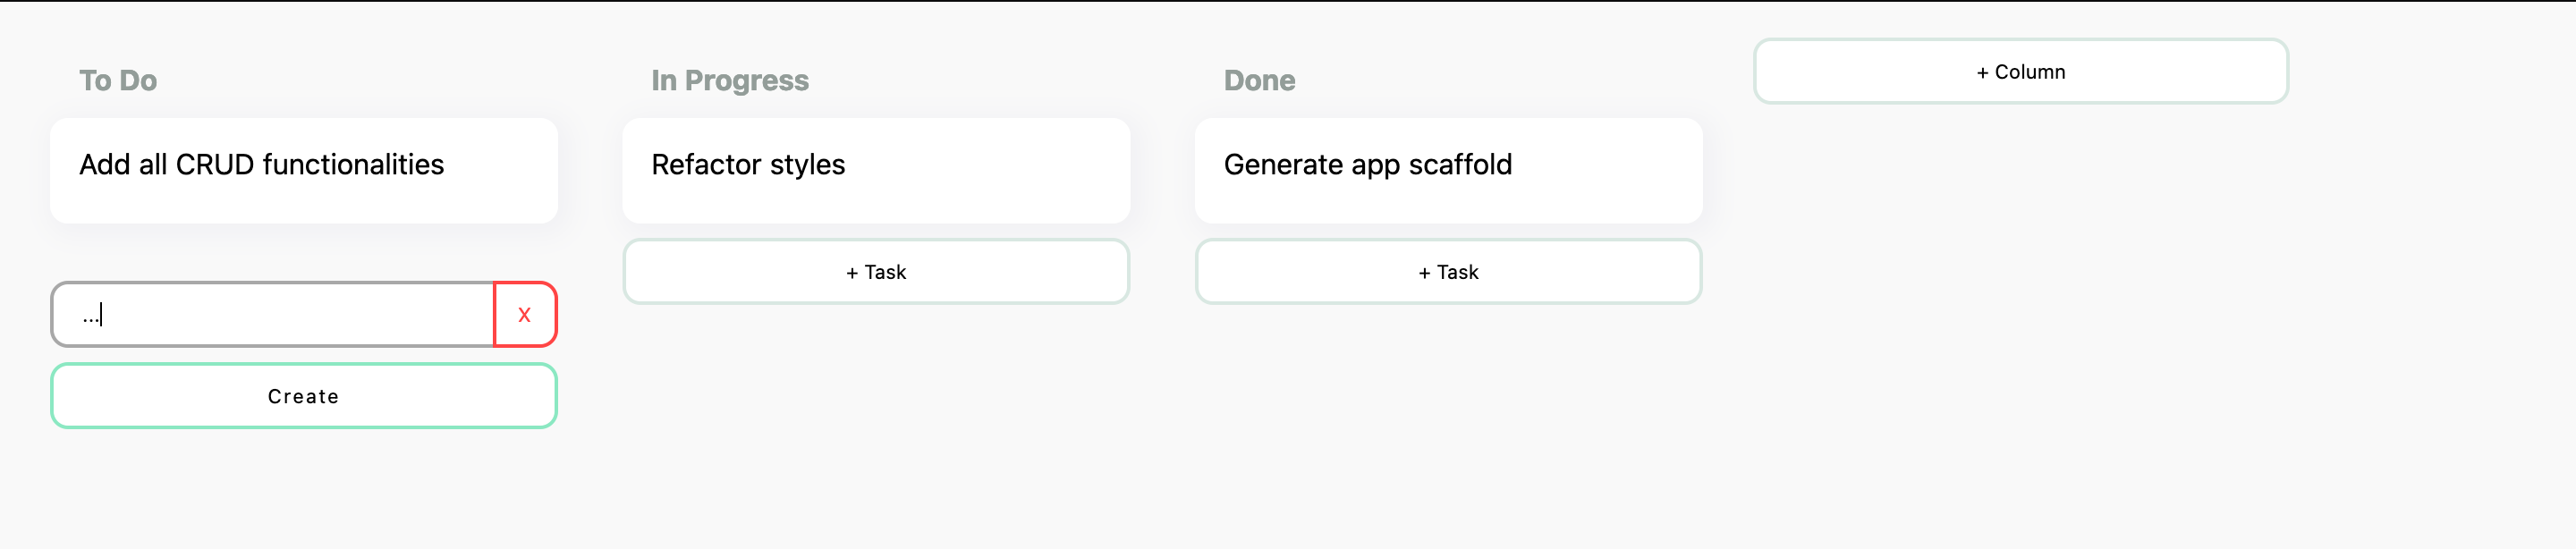 To Do
Add all CRUD functionalities
...
X
Create
In Progress
Refactor styles
+ Task
Done
Generate app scaffold
+ Task
+ Column